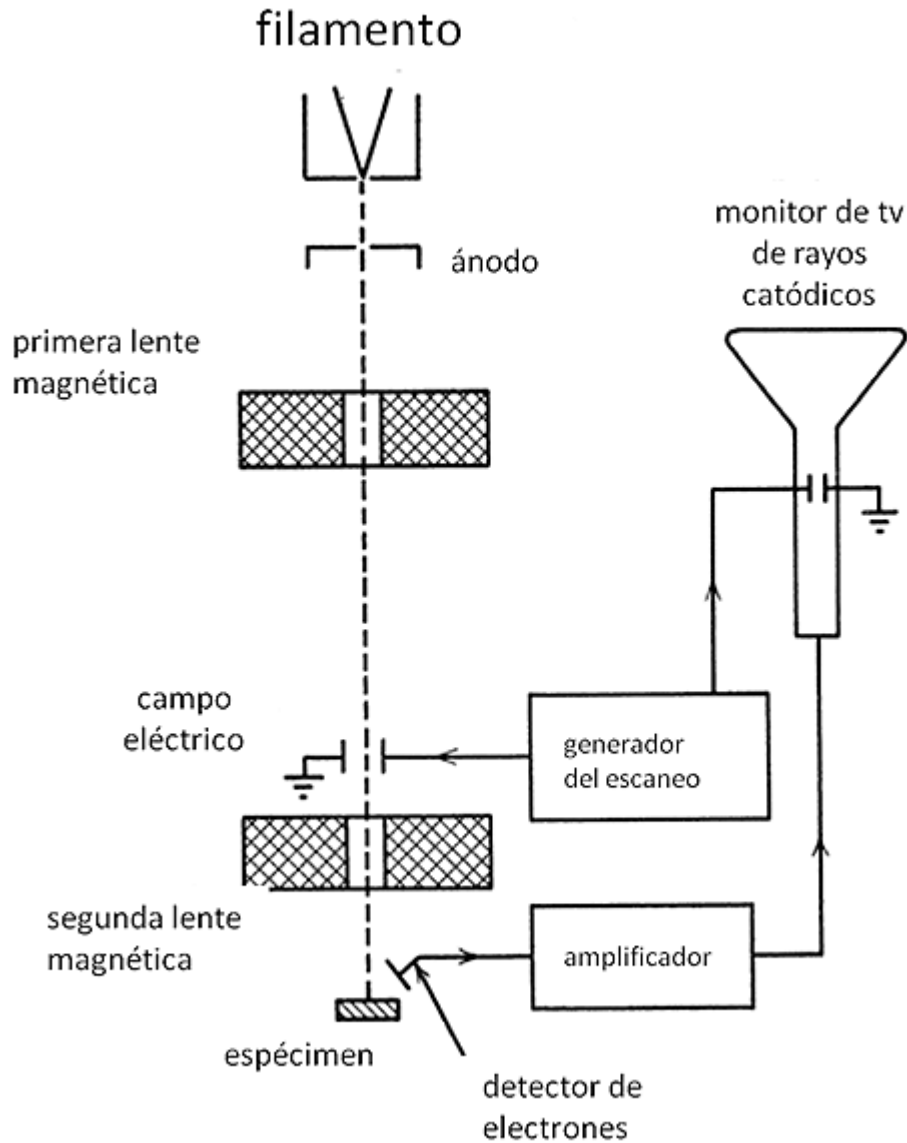 filamento
ánodo
monitor de tv
de rayos
catódicos
primera lente
magnética
campo
eléctrico
generador
del escaneo
segunda lente
magnética
amplificador
espécimen
detector de
electrones